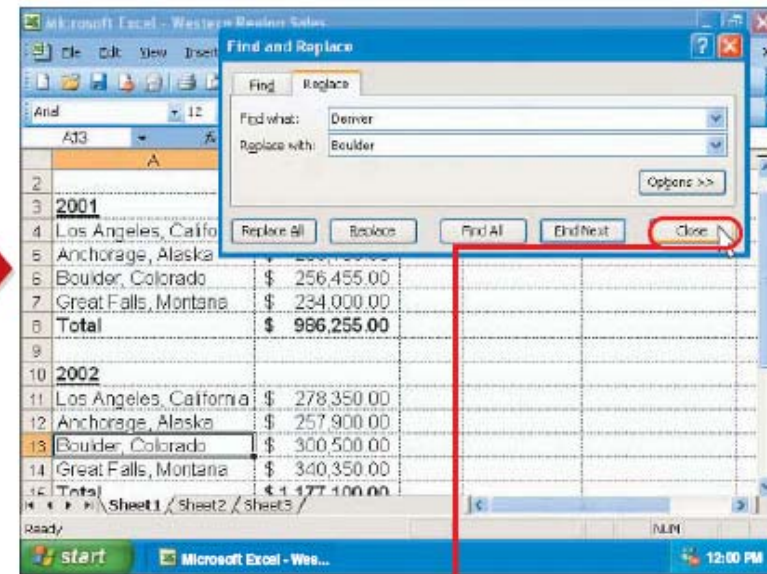 Microsoft Excel - Western Region Sales
File Edit View Insert
Find and Replace
Find Replace
Arial 12
Find what: Denver
A13
Replace with: Boulder
A
Options >>
2
3 2001
Replace All Replace Find All Find Next Close
4 Los Angeles, Califo
5 Anchorage, Alaska $
6 Boulder, Colorado $ 256,455.00
7 Great Falls, Montana $ 234,000.00
8 Total $ 986,255.00
9
10 2002
11 Los Angeles, California $ 278,350.00
12 Anchorage, Alaska $ 257,900.00
13 Boulder, Colorado $ 300,500.00
14 Great Falls, Montana $ 340,350.00
15 Total $ 1,177,100.00
Sheet1 / Sheet2 / Sheet3 /
Ready NUM
start Microsoft Excel - Wes... 12:00 PM